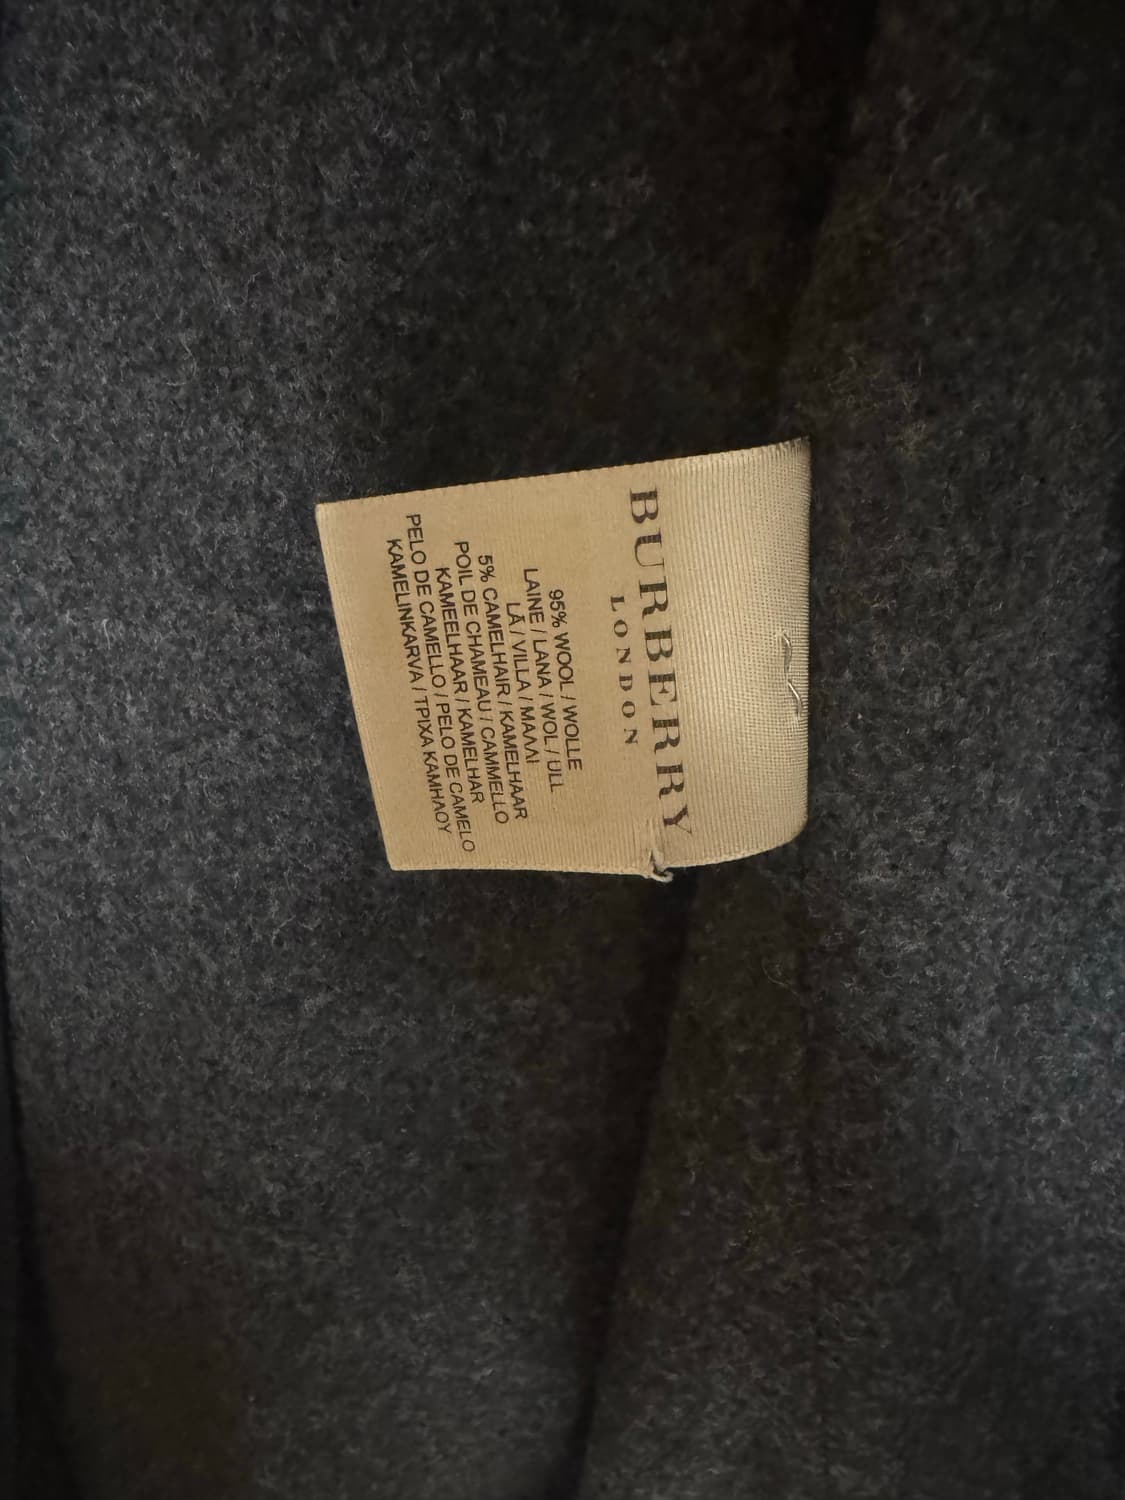 BURBERRY
LONDON
95% WOOL / WOLLE
LAINE / LANA / WOL / ULL
LÃ / VILLA / ΜΑΛΛΙ
5% CAMELHAIR / KAMELHAAR
POIL DE CHAMEAU / CAMMELLO
KAMEELHAAR / KAMELHAR
PELO DE CAMELLO / PELO DE CAMELO
KAMELINKARVA / ΤΡΙΧΑ ΚΑΜΗΛΟΥ